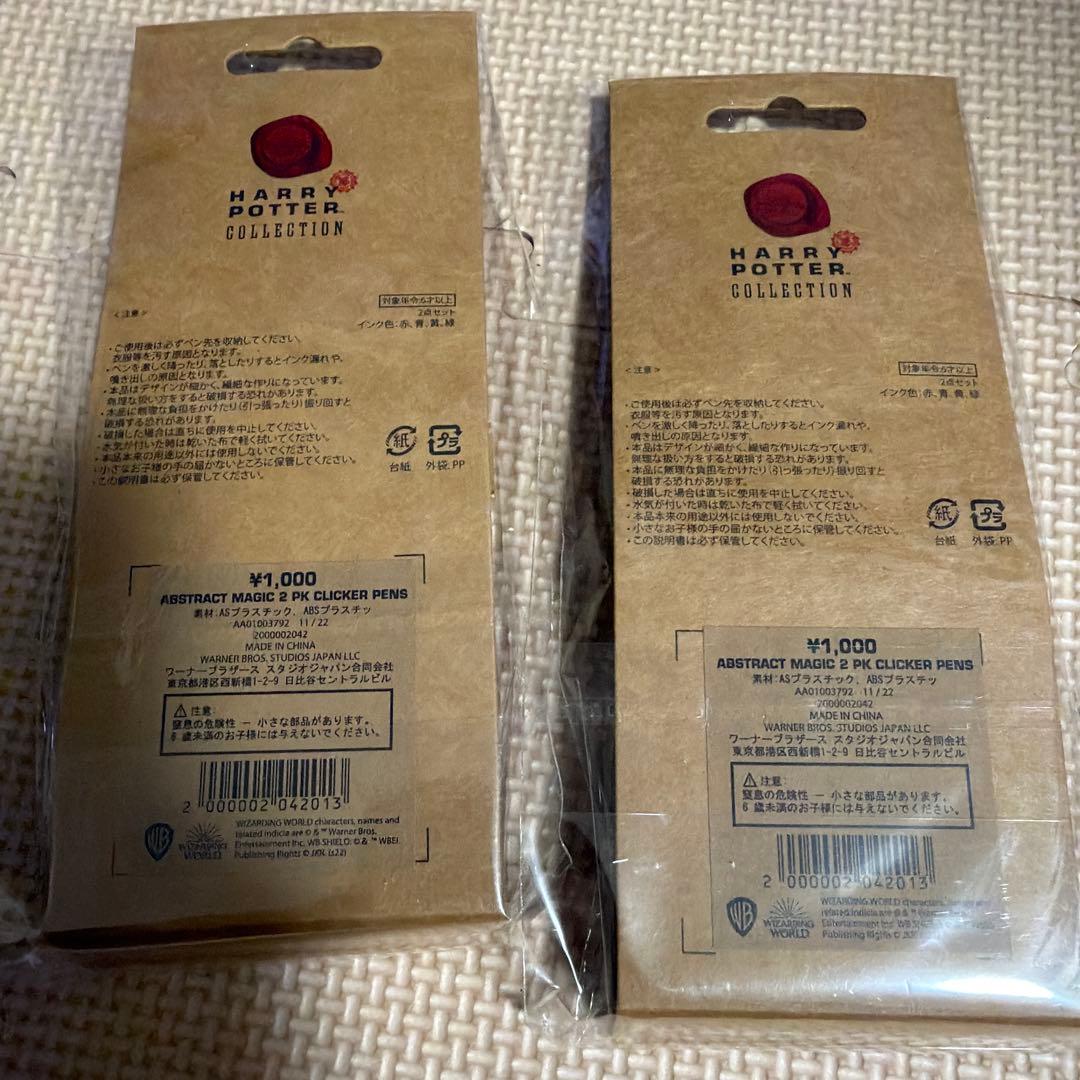 HARRY
POTTER™
COLLECTION
対象年令:6才以上
2点セット
インク色:赤、青、黄、緑
<注意>
・ご使用後は必ずペン先を収納してください。
衣服等を汚す原因となります。
・ペンを激しく降ったり、落としたりするとインク漏れや、
噴き出しの原因となります。
・本品はデザインが細かく、繊細な作りになっています。
無理な扱い方をすると破損する恐れがあります。
・本品に無理な負担をかけたり(引っ張ったり)振り回すと
破損する恐れがあります。
・破損した場合は直ちに使用を中止してください。
・水気が付いた時は乾いた布で軽く拭いてください。
・本品本来の用途以外には使用しないでください。
・小さなお子様の手の届かないところに保管してください。
・この説明書は必ず保管してください。
紙 プラ
台紙 外袋:PP
¥1,000
ABSTRACT MAGIC 2 PK CLICKER PENS
素材:ASプラスチック、ABSプラスチッ
AA01003792 11/22
2000002042
MADE IN CHINA
WARNER BROS. STUDIOS JAPAN LLC
ワーナーブラザース スタジオジャパン合同会社
東京都港区西新橋1-2-9 日比谷セントラルビル
⚠注意:
窒息の危険性 － 小さな部品があります。
6 歳未満のお子様には与えないでください。
2 000002 042013
WB WIZARDING WORLD
WIZARDING WORLD characters, names and
related indicia are © & ™ Warner Bros.
Entertainment Inc. WB SHIELD: © & ™ WBEI.
Publishing Rights © JKR. (s22)
HARRY
POTTER™
COLLECTION
対象年令:6才以上
2点セット
インク色:赤、青、黄、緑
<注意>
・ご使用後は必ずペン先を収納してください。
衣服等を汚す原因となります。
・ペンを激しく降ったり、落としたりするとインク漏れや、
噴き出しの原因となります。
・本品はデザインが細かく、繊細な作りになっています。
無理な扱い方をすると破損する恐れがあります。
・本品に無理な負担をかけたり(引っ張ったり)振り回すと
破損する恐れがあります。
・破損した場合は直ちに使用を中止してください。
・水気が付いた時は乾いた布で軽く拭いてください。
・本品本来の用途以外には使用しないでください。
・小さなお子様の手の届かないところに保管してください。
・この説明書は必ず保管してください。
紙 プラ
台紙 外袋:PP
¥1,000
ABSTRACT MAGIC 2 PK CLICKER PENS
素材:ASプラスチック、ABSプラスチッ
AA01003792 11/22
2000002042
MADE IN CHINA
WARNER BROS. STUDIOS JAPAN LLC
ワーナーブラザース スタジオジャパン合同会社
東京都港区西新橋1-2-9 日比谷セントラルビル
⚠注意:
窒息の危険性 － 小さな部品があります。
6 歳未満のお子様には与えないでください。
2 000002 042013
WB WIZARDING WORLD
WIZARDING WORLD characters,
related indicia are © & ™
Entertainment Inc. WB
Publishing Rights ©